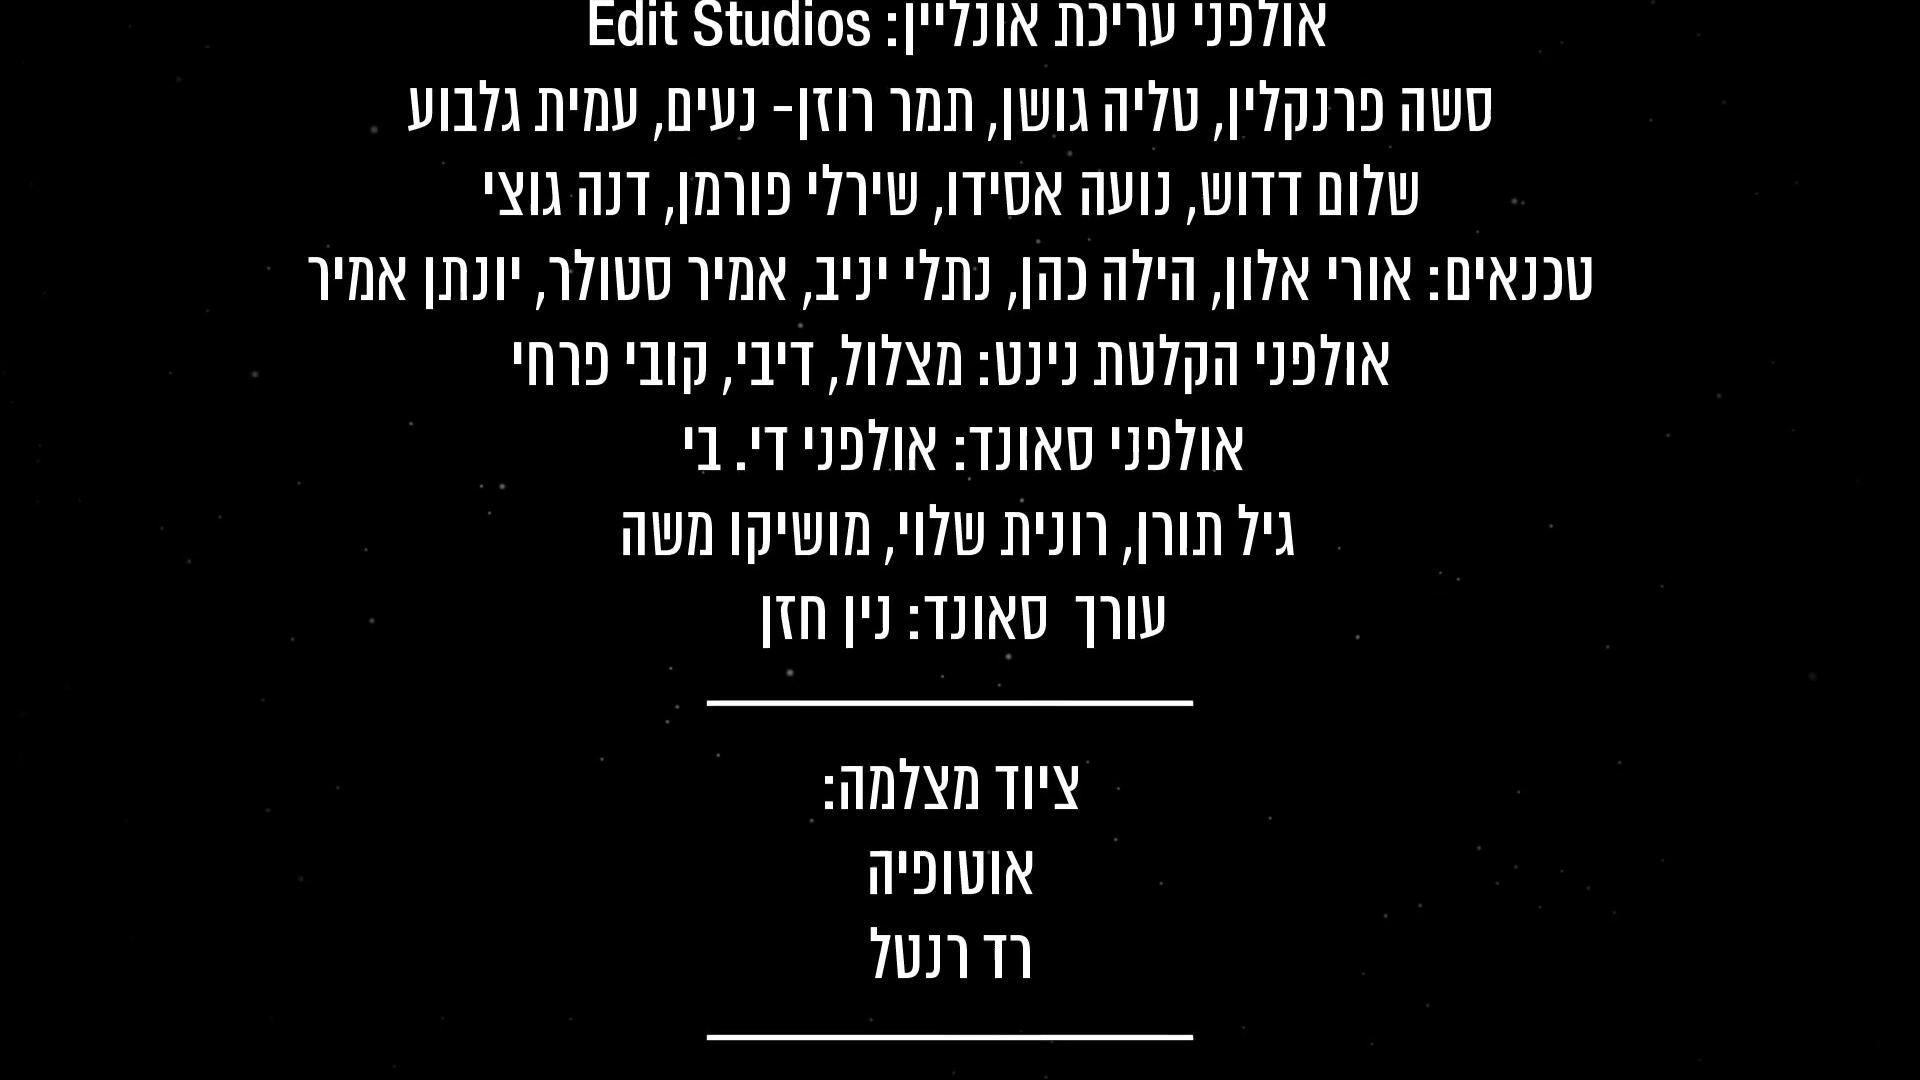 אולפני עריכת אונליין: Edit Studios
סשה פרנקלין, טליה גושן, תמר רוזן- נעים, עמית גלבוע
שלום דדוש, נועה אסידו, שירלי פורמן, דנה גוצי
טכנאים: אורי אלון, הילה כהן, נתלי יניב, אמיר סטולר, יונתן אמיר
אולפני הקלטת נינט: מצלול, דיבי, קובי פרחי
אולפני סאונד: אולפני די. בי
גיל תורן, רונית שלוי, מושיקו משה
עורך  סאונד: נין חזן
ציוד מצלמה:
אוטופיה
רד רנטל